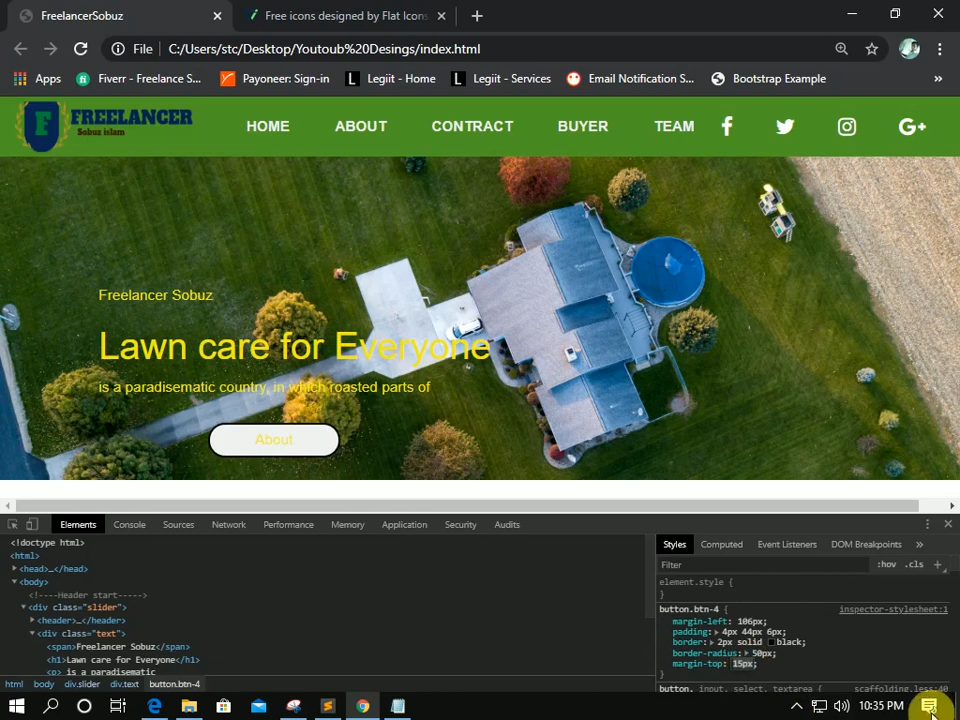 FreelancerSobuz
Free icons designed by Flat Icons
File
C:/Users/stc/Desktop/Youtoub%20Desings/index.html
Apps
Fiverr - Freelance S...
Payoneer: Sign-in
Legiit - Home
Legiit - Services
Email Notification S...
Bootstrap Example
»
F FREELANCER
Sobuz islam
HOME ABOUT CONTRACT BUYER TEAM
Freelancer Sobuz
Lawn care for Everyone
is a paradisematic country, in which roasted parts of
About
Elements Console Sources Network Performance Memory Application Security Audits
<!doctype html>
<html>
<head>…</head>
<body>
<!----Header start----->
<div class="slider">
<header>…</header>
<div class="text">
<span>Freelancer Sobuz</span>
<h1>Lawn care for Everyone</h1>
<p> is a paradisematic
html body div.slider div.text button.btn-4
Styles Computed Event Listeners DOM Breakpoints »
Filter :hov .cls +
element.style {
}
button.btn-4 { inspector-stylesheet:1
margin-left: 106px;
padding: 4px 44px 6px;
border: 2px solid black;
border-radius: 50px;
margin-top: 15px;
}
button, input, select, textarea { scaffolding.less:40
10:35 PM